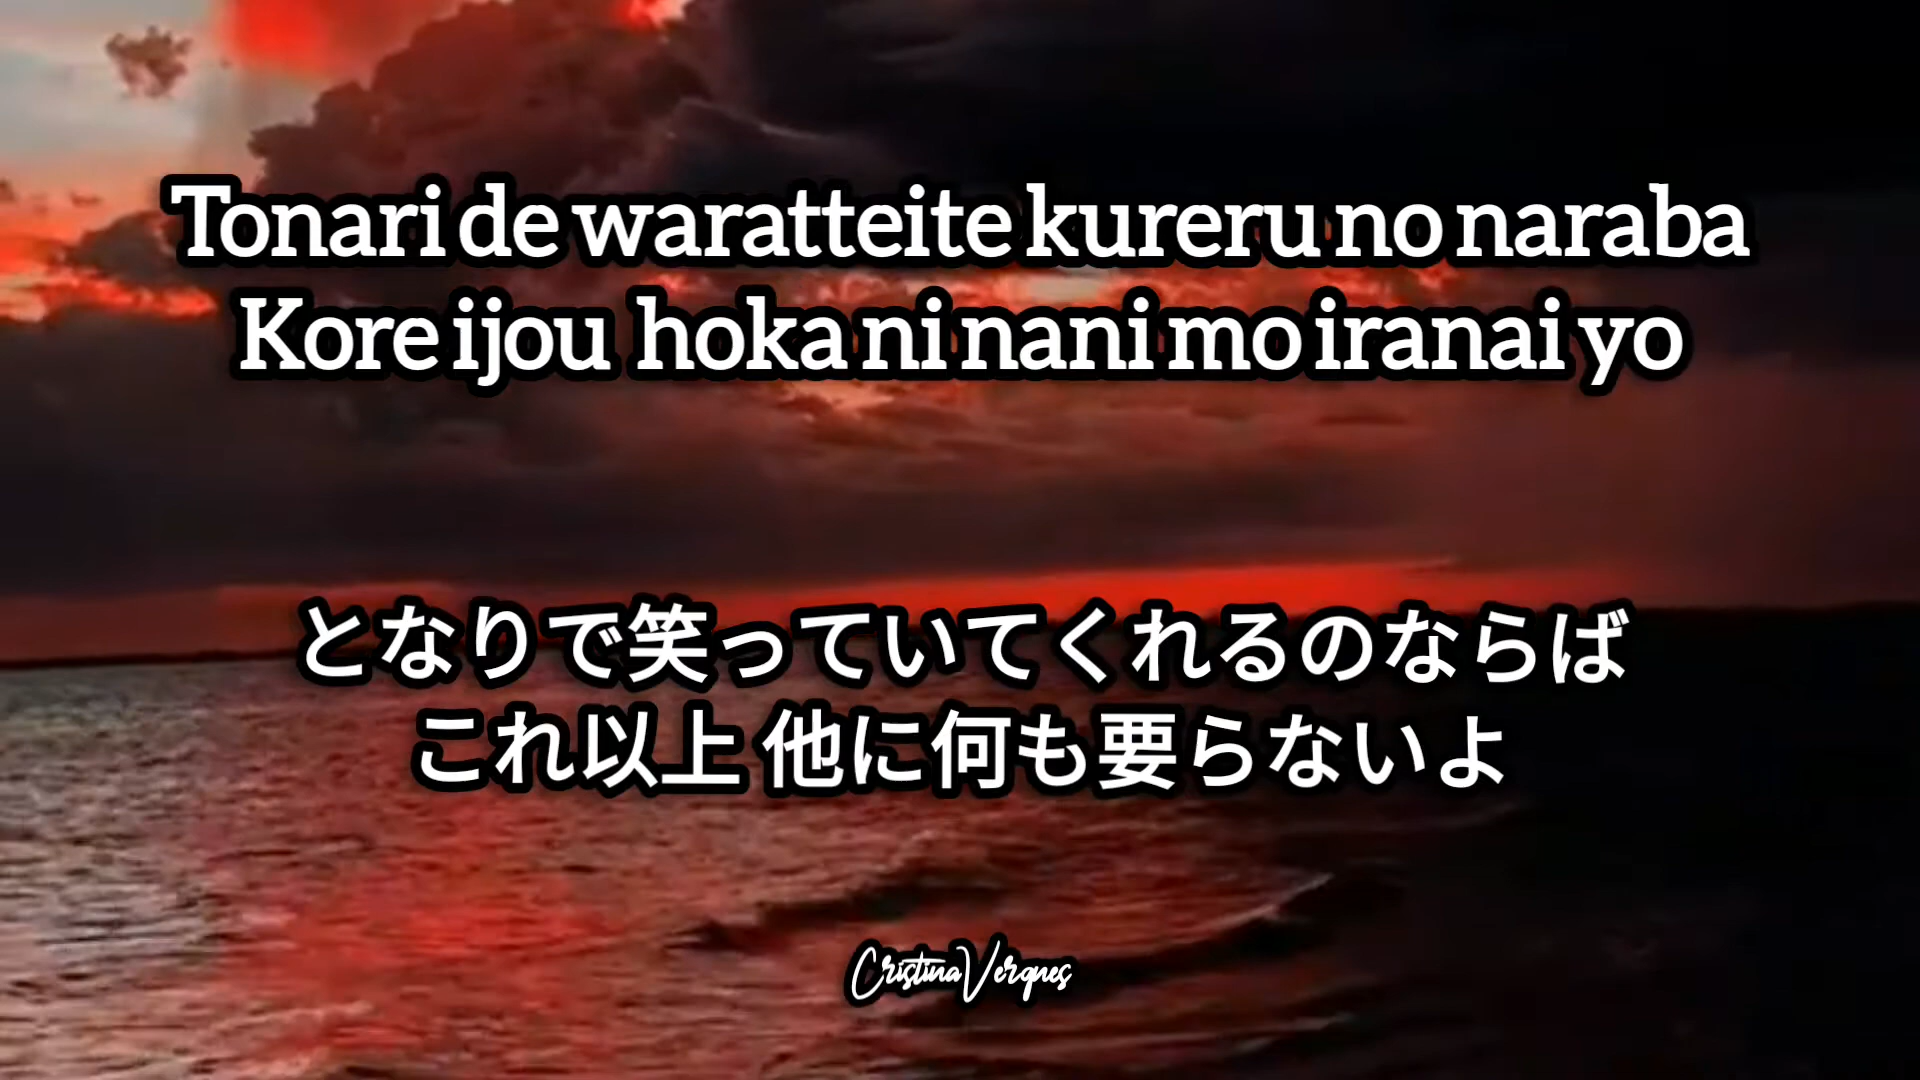 Tonari de waratteite kureru no naraba
Kore ijou hoka ni nani mo iranai yo
となりで笑っていてくれるのならば
これ以上 他に何も要らないよ
CristinaVergnes